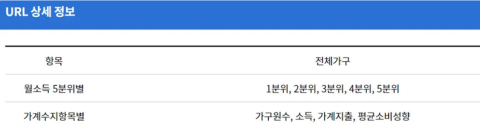 URL 상세 정보
항목 전체가구
월소득 5분위별 1분위, 2분위, 3분위, 4분위, 5분위
가계수지항목별 가구원수, 소득, 가계지출, 평균소비성향